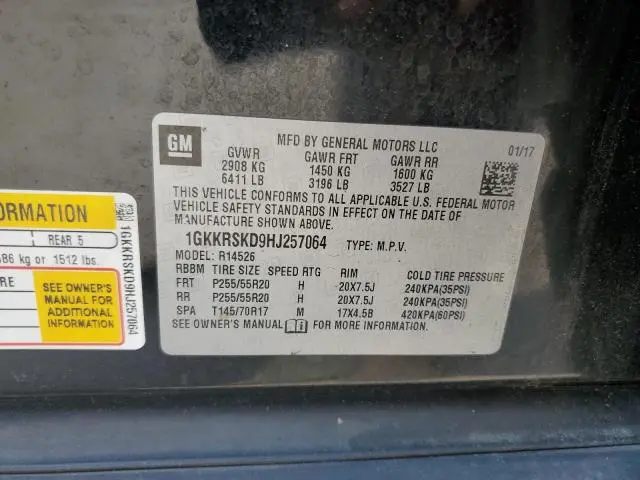 GM
MFD BY GENERAL MOTORS LLC
01/17
GVWR GAWR FRT GAWR RR
2908 KG 1450 KG 1600 KG
6411 LB 3196 LB 3527 LB
THIS VEHICLE CONFORMS TO ALL APPLICABLE U.S. FEDERAL MOTOR
VEHICLE SAFETY STANDARDS IN EFFECT ON THE DATE OF
MANUFACTURE SHOWN ABOVE.
1GKKRSKD9HJ257064 TYPE: M.P.V.
MODEL: R14526
RBBM TIRE SIZE SPEED RTG RIM COLD TIRE PRESSURE
FRT P255/55R20 H 20X7.5J 240KPA(35PSI)
RR P255/55R20 H 20X7.5J 240KPA(35PSI)
SPA T145/70R17 M 17X4.5B 420KPA(60PSI)
SEE OWNER'S MANUAL FOR MORE INFORMATION.
ORMATION
REAR 5
686 kg or 1512 lbs.
RE
SEE OWNER'S
MANUAL FOR
ADDITIONAL
INFORMATION
1GKKRSKD9HJ257064